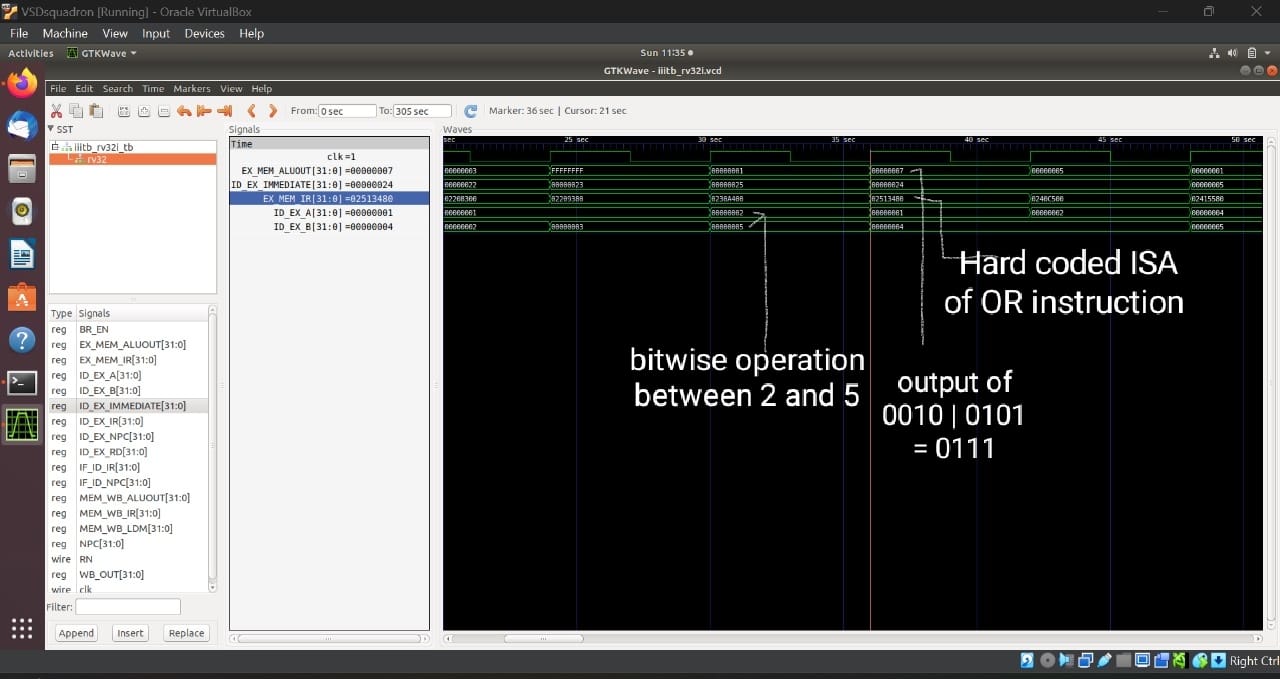 VSDsquadron [Running] - Oracle VirtualBox
File Machine View Input Devices Help
Activities GTKWave Sun 11:35
GTKWave - iiitb_rv32i.vcd
File Edit Search Time Markers View Help
From: 0 sec To: 305 sec Marker: 36 sec | Cursor: 21 sec
SST
iiitb_rv32i_tb
rv32
Type Signals
reg BR_EN
reg EX_MEM_ALUOUT[31:0]
reg EX_MEM_IR[31:0]
reg ID_EX_A[31:0]
reg ID_EX_B[31:0]
reg ID_EX_IMMEDIATE[31:0]
reg ID_EX_IR[31:0]
reg ID_EX_NPC[31:0]
reg ID_EX_RD[31:0]
reg IF_ID_IR[31:0]
reg IF_ID_NPC[31:0]
reg MEM_WB_ALUOUT[31:0]
reg MEM_WB_IR[31:0]
reg MEM_WB_LDM[31:0]
reg NPC[31:0]
wire RN
reg WB_OUT[31:0]
wire clk
Filter:
Append Insert Replace
Signals
Time
clk=1
EX_MEM_ALUOUT[31:0] =00000007
ID_EX_IMMEDIATE[31:0] =00000024
EX_MEM_IR[31:0] =02513480
ID_EX_A[31:0] =00000001
ID_EX_B[31:0] =00000004
Waves
sec 25 sec 30 sec 35 sec 40 sec 45 sec 50 sec
00000003 FFFFFFFF 00000001 00000007 00000005 00000001
00000022 00000023 00000025 00000024 00000005
02208300 02209380 0230A400 02513480 0240C500 02415580
00000001 00000002 00000001 00000002 00000004
00000002 00000003 00000005 00000004 00000005
Hard coded ISA
of OR instruction
bitwise operation
between 2 and 5
output of
0010 | 0101
= 0111
Right Ctrl